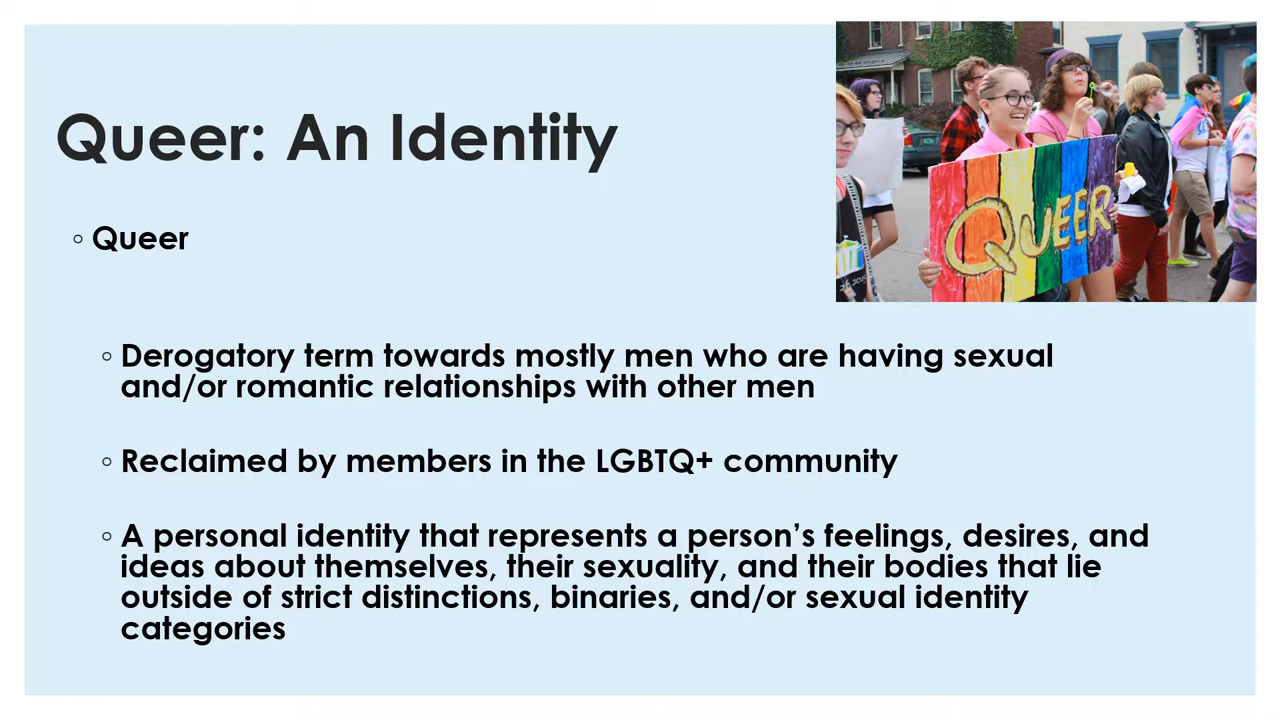 Queer: An Identity
Queer
QUEER
Derogatory term towards mostly men who are having sexual
and/or romantic relationships with other men
Reclaimed by members in the LGBTQ+ community
A personal identity that represents a person’s feelings, desires, and
ideas about themselves, their sexuality, and their bodies that lie
outside of strict distinctions, binaries, and/or sexual identity
categories